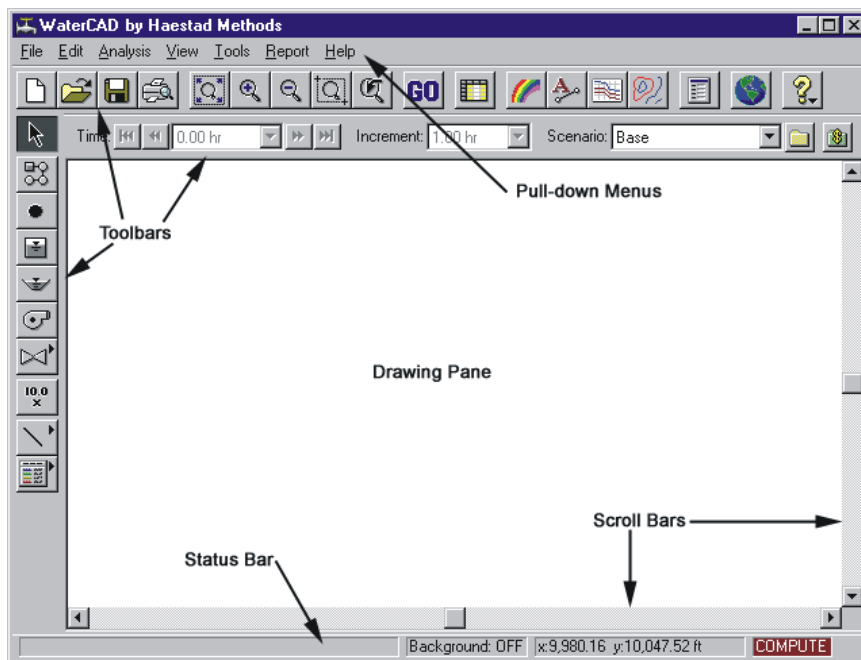 WaterCAD by Haestad Methods
File Edit Analysis View Tools Report Help
GO
Time: 0.00 hr Increment: 1.00 hr Scenario: Base
Pull-down Menus
Toolbars
Drawing Pane
10,0
x
Scroll Bars
Status Bar
Background: OFF x:9,980.16 y:10,047.52 ft COMPUTE